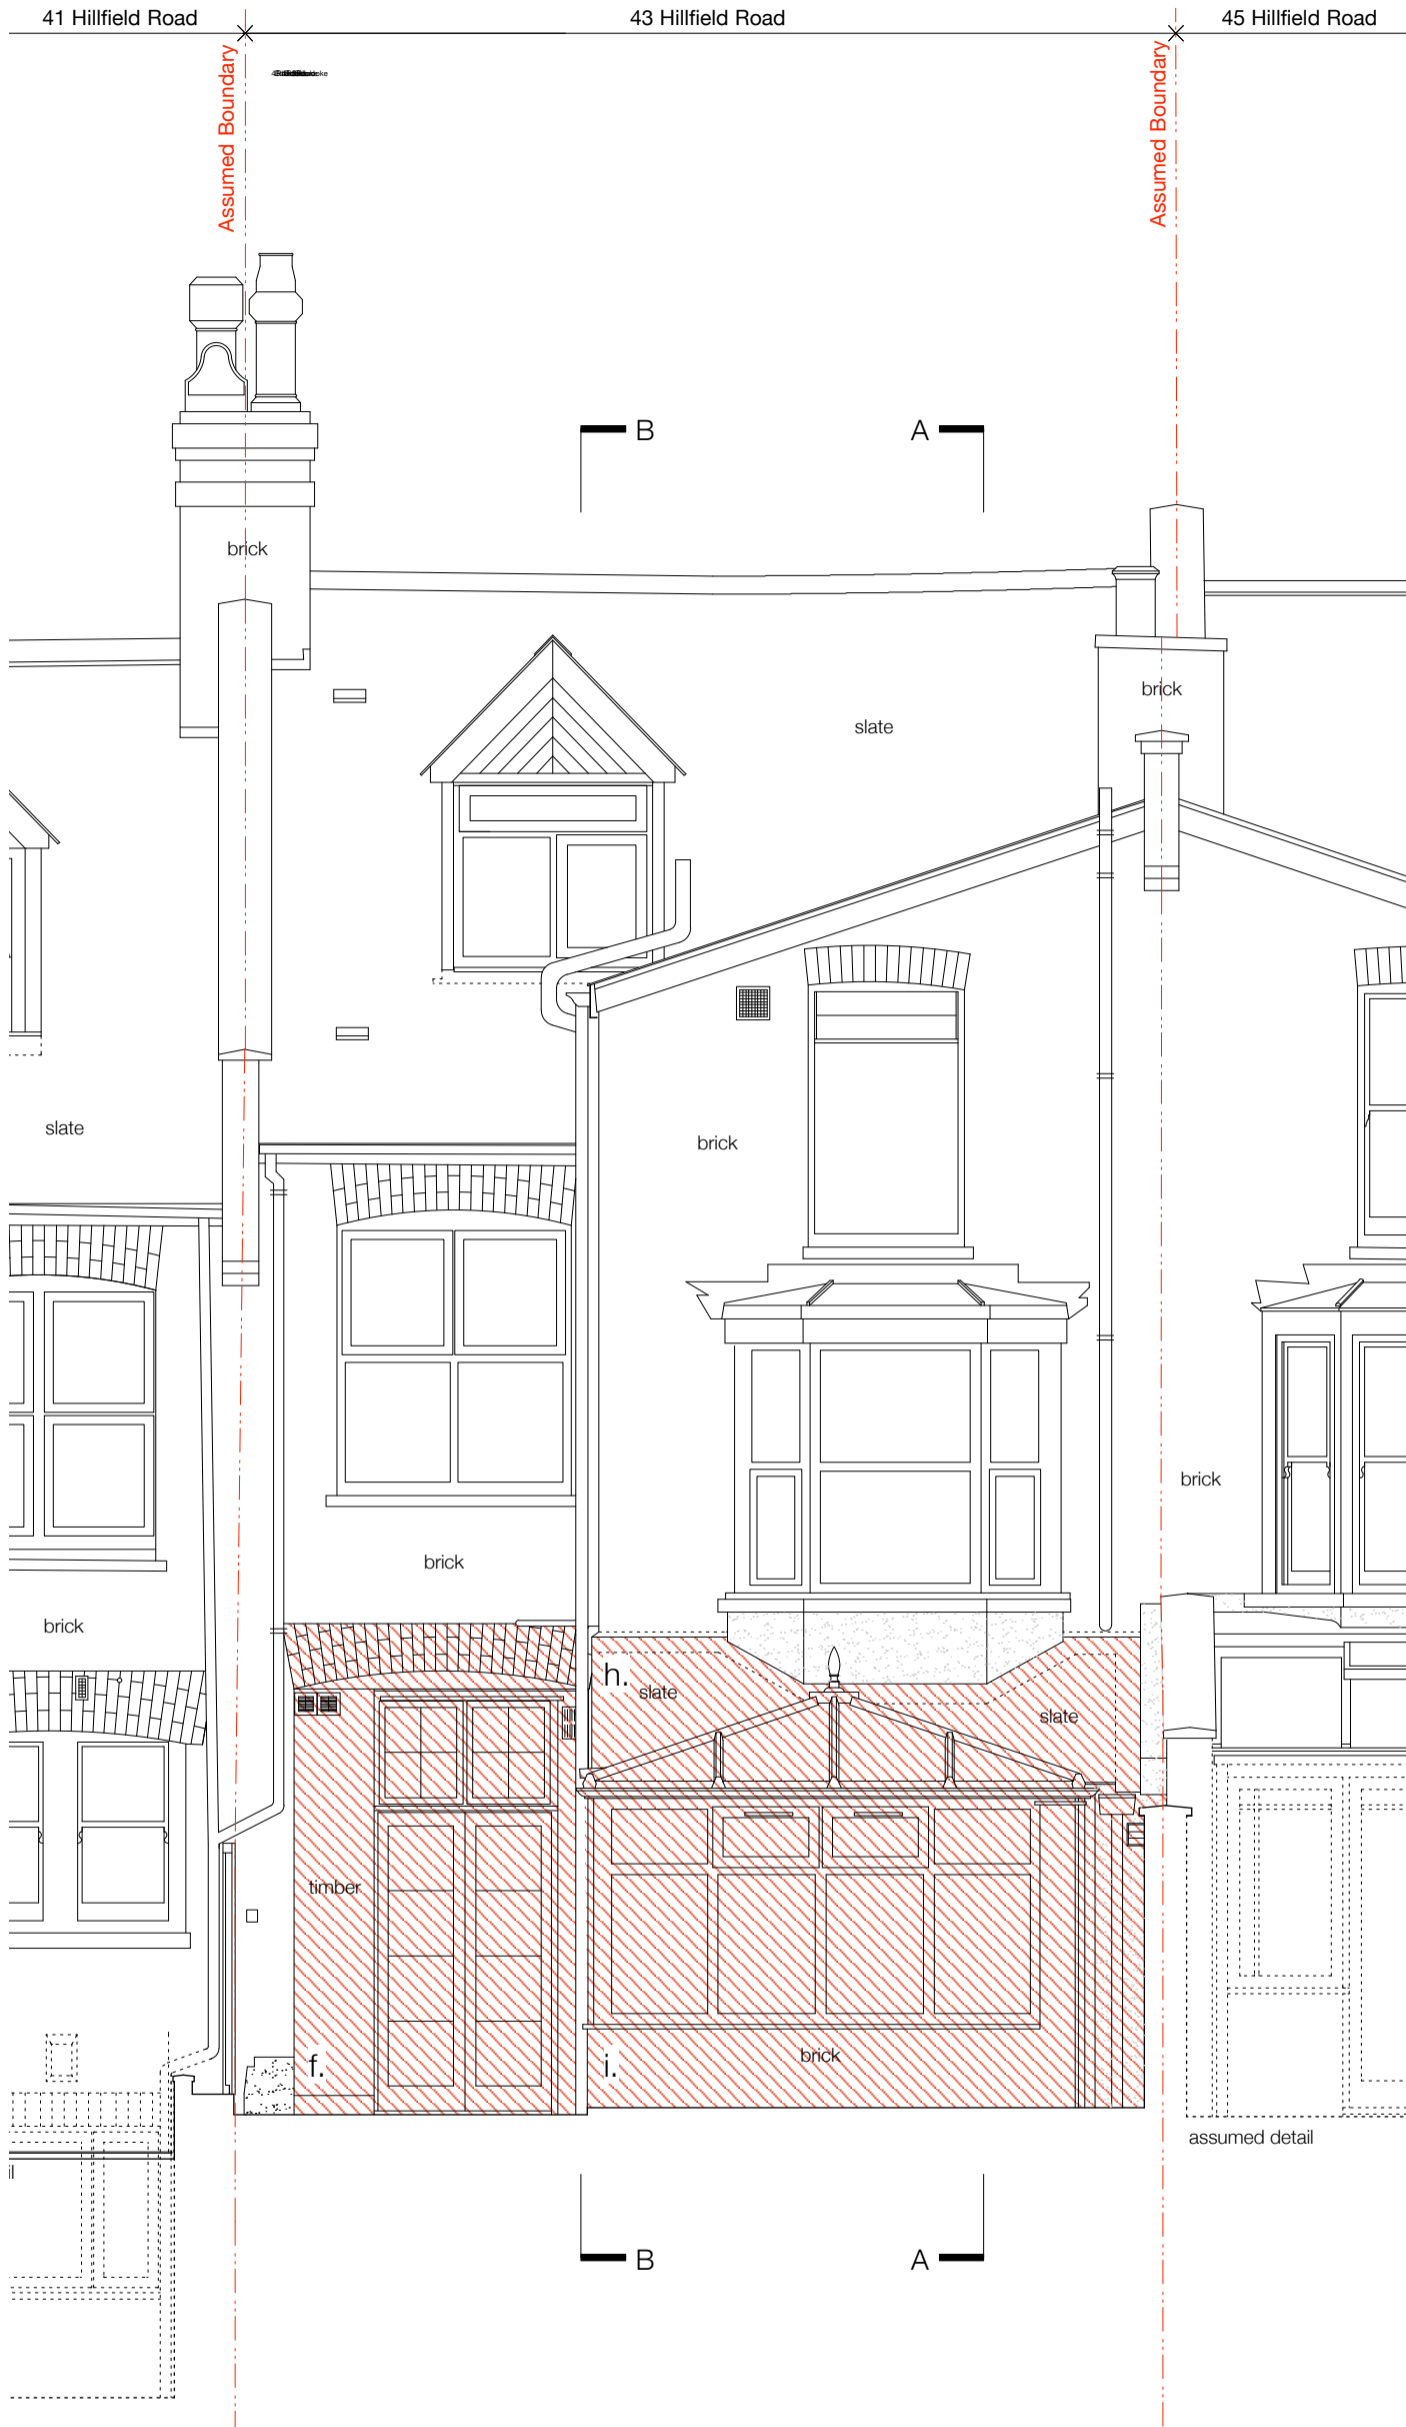 41 Hillfield Road
43 Hillfield Road
45 Hillfield Road
Assumed Boundary
Assumed Boundary
B
A
brick
brick
slate
slate
brick
brick
brick
brick
h.
slate
slate
timber
f.
i.
brick
assumed detail
B
A